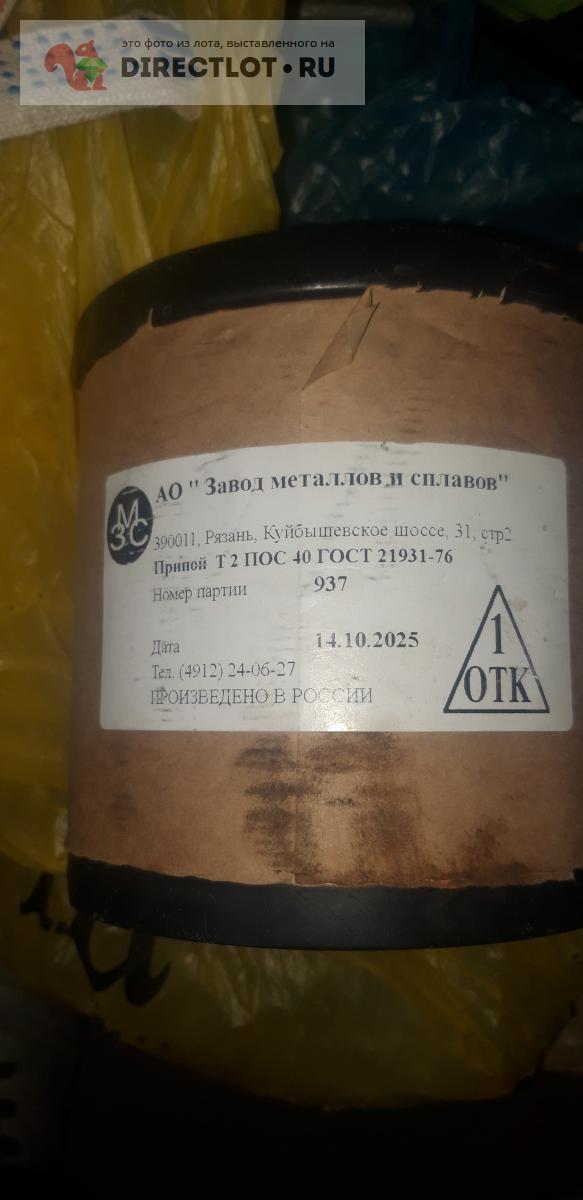 это фото из лота, выставленного на
DIRECTLOT•RU
МЗС
АО " Завод металлов и сплавов"
390011, Рязань, Куйбышевское шоссе, 31, стр2
Припой Т 2 ПОС 40 ГОСТ 21931-76
Номер партии 937
Дата 14.10.2025
Тел. (4912) 24-06-27
ПРОИЗВЕДЕНО В РОССИИ
1
ОТК